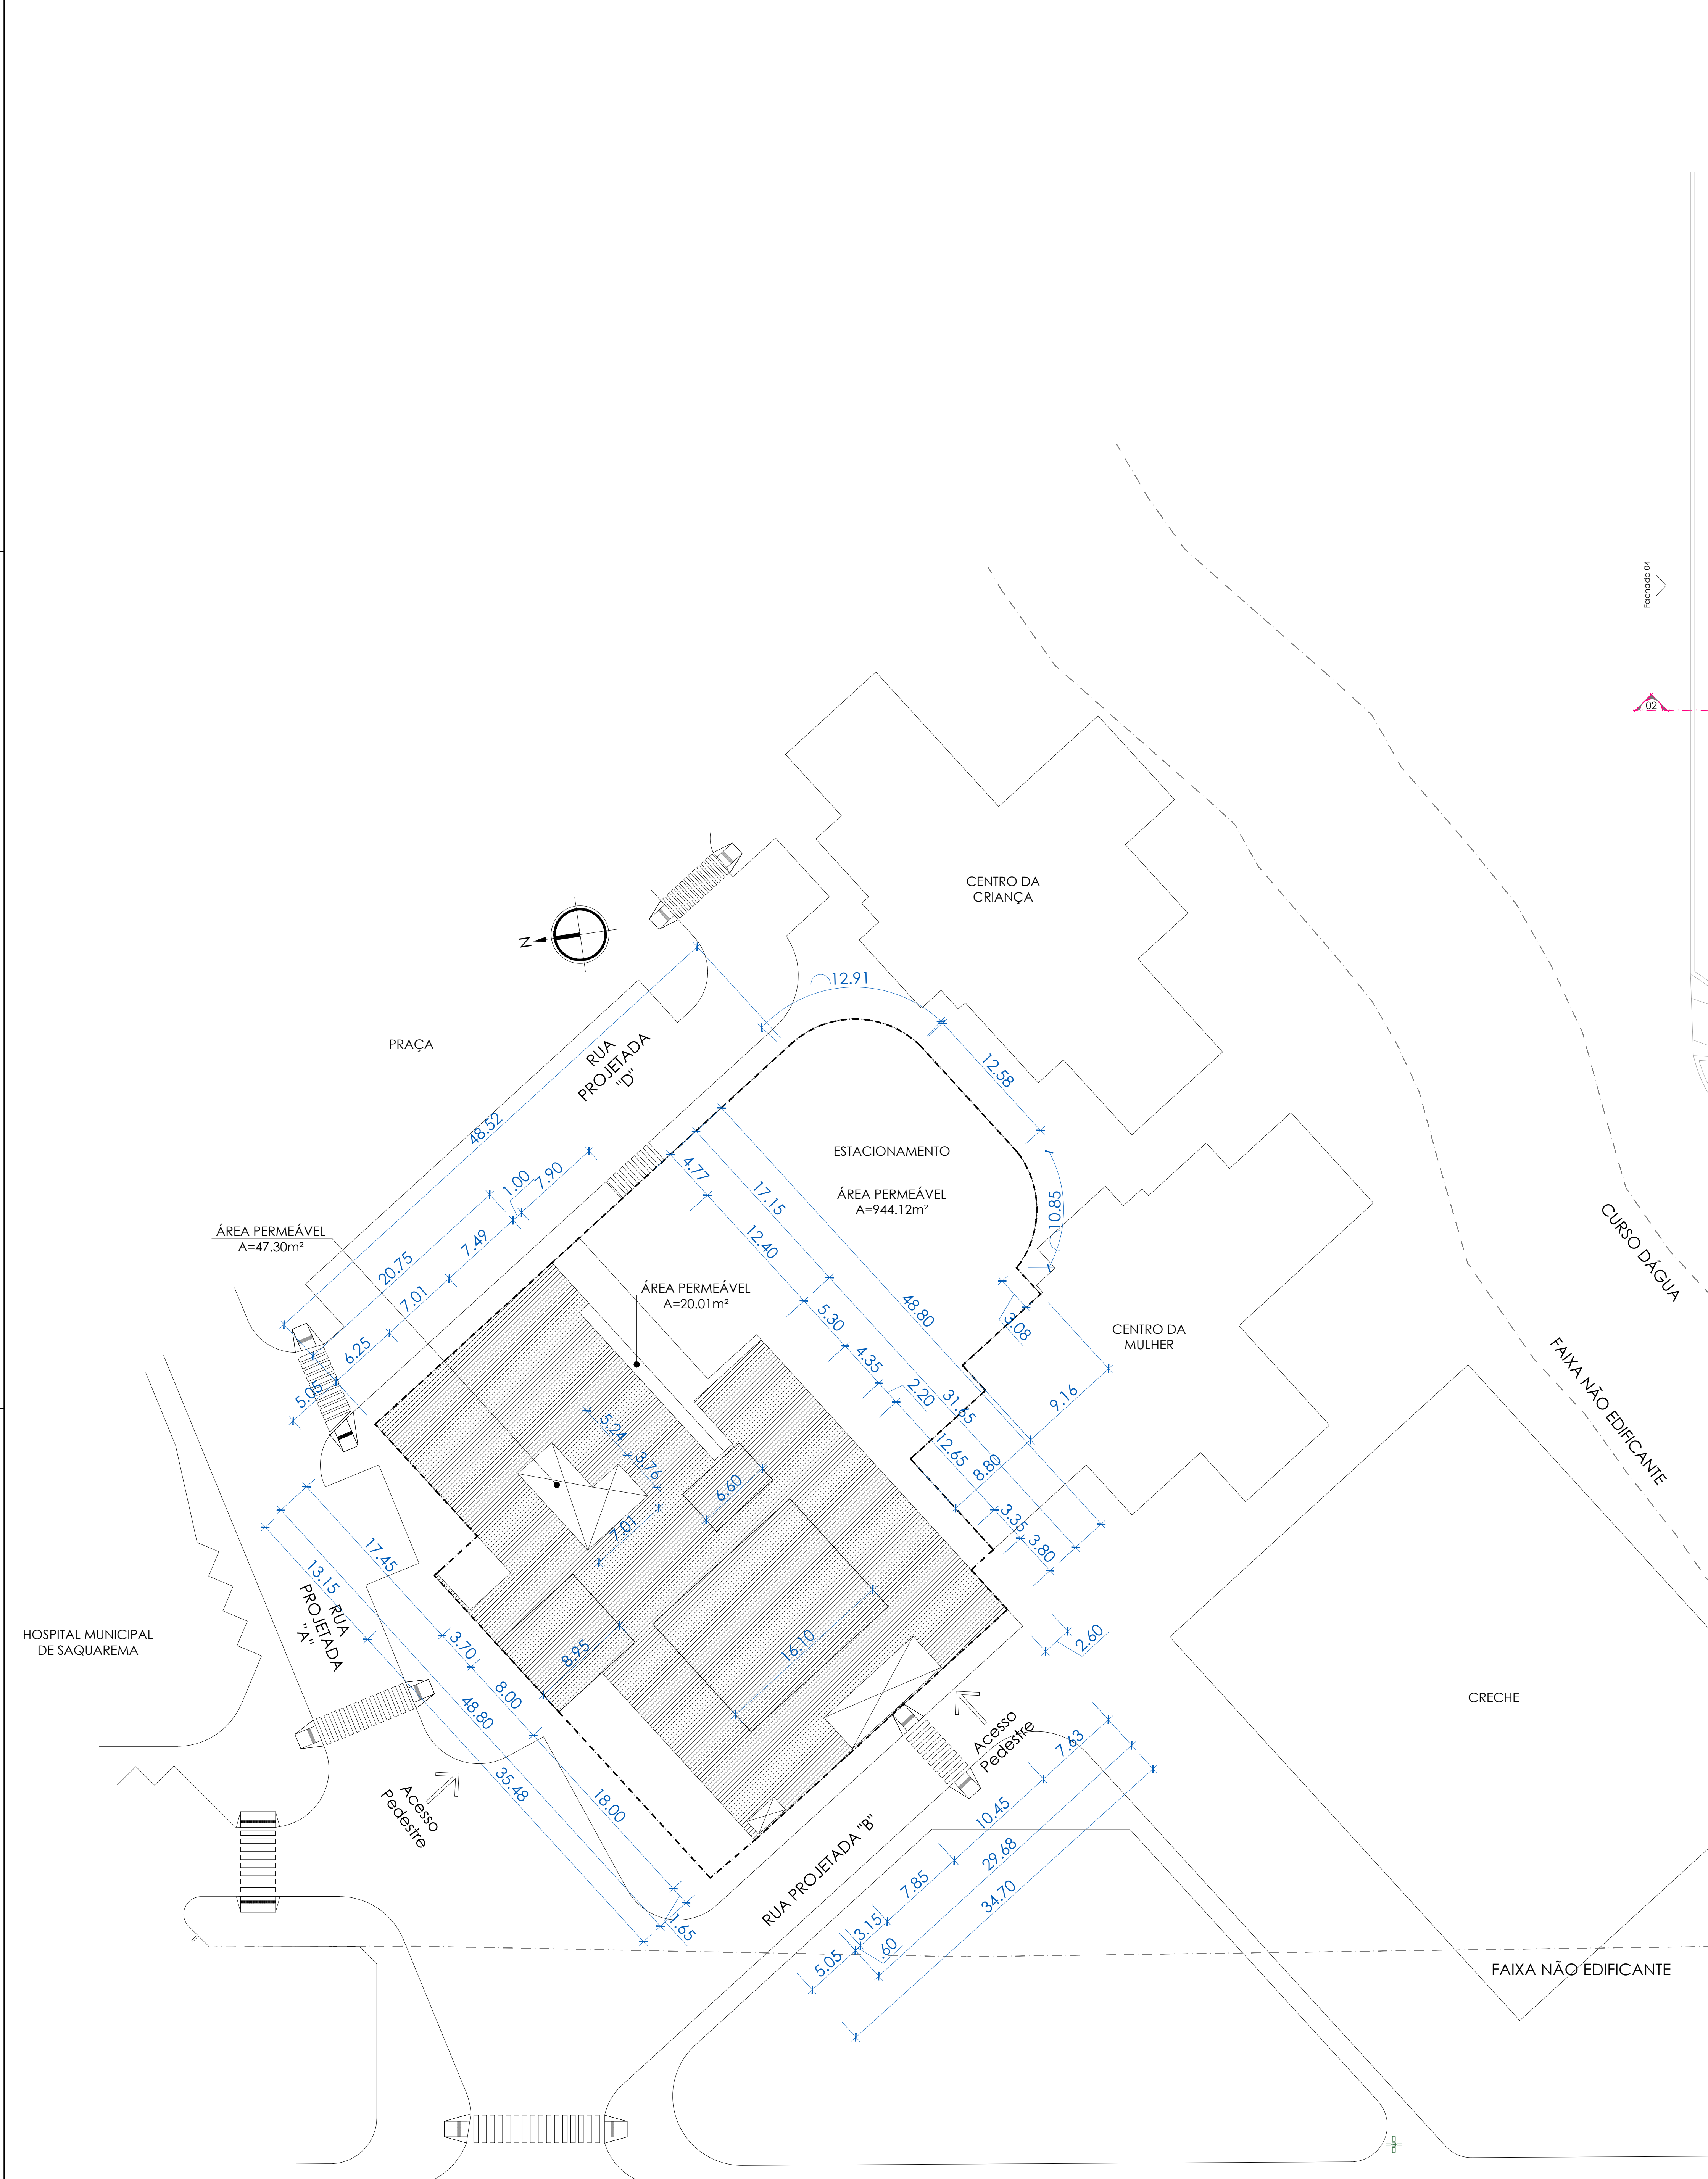 Fachada 04
02
CENTRO DA
CRIANÇA
N
12.91
PRAÇA
RUA
PROJETADA
"D"
12.58
48.52
ESTACIONAMENTO
ÁREA PERMEÁVEL
A=944.12m²
4.77
17.15
1.00
7.90
10.85
ÁREA PERMEÁVEL
A=47.30m²
7.49
12.40
20.75
CURSO DÁGUA
7.01
ÁREA PERMEÁVEL
A=20.01m²
5.30
48.80
3.08
CENTRO DA
MULHER
6.25
4.35
5.05
2.20
31.65
9.16
FAIXA NÃO EDIFICANTE
5.24
3.76
12.65
8.80
6.60
7.01
3.35
3.80
17.45
13.15
RUA
PROJETADA
"A"
HOSPITAL MUNICIPAL
DE SAQUAREMA
3.70
8.95
16.10
2.60
8.00
48.80
CRECHE
Acesso
Pedestre
7.63
35.48
18.00
Acesso
Pedestre
10.45
29.68
RUA PROJETADA "B"
7.85
34.70
3.15
.60
1.65
5.05
FAIXA NÃO EDIFICANTE